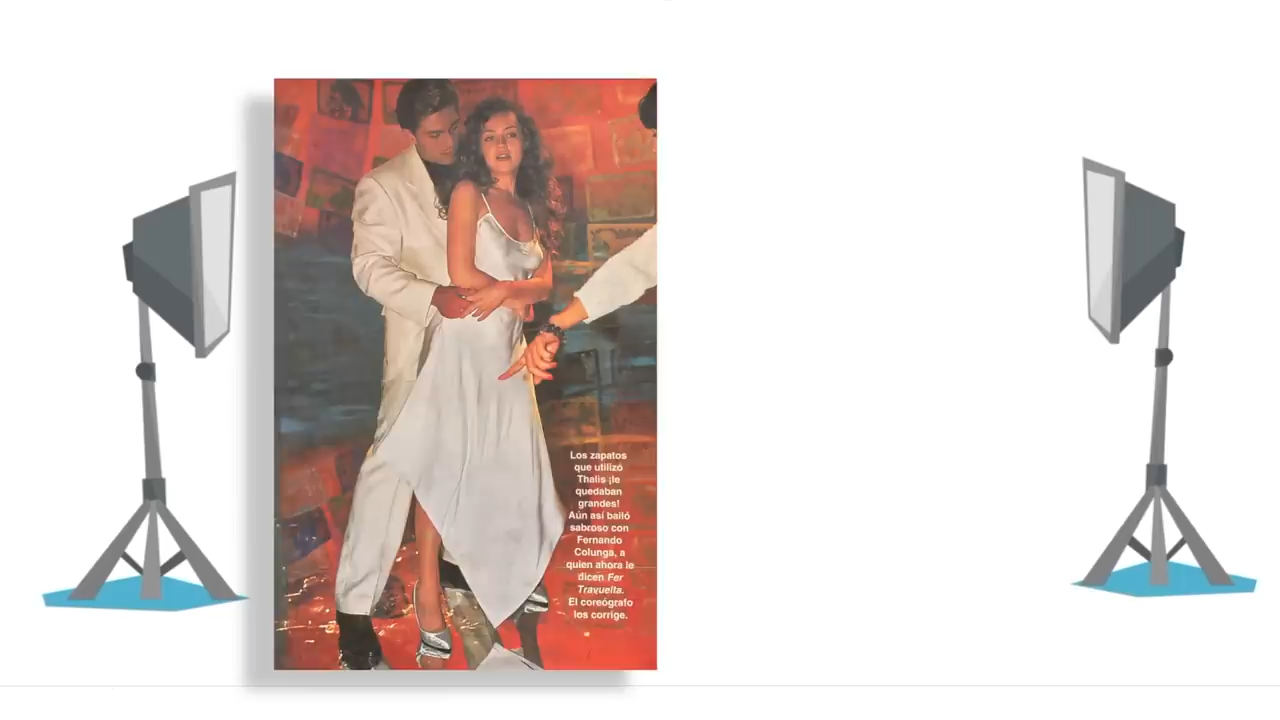 Los zapatos
que utilizó
Thalis ¡le
quedaban
grandes!
Aún así bailó
sabroso con
Fernando
Colunga, a
quien ahora le
dicen Fer
Travuelta.
El coreógrafo
los corrige.